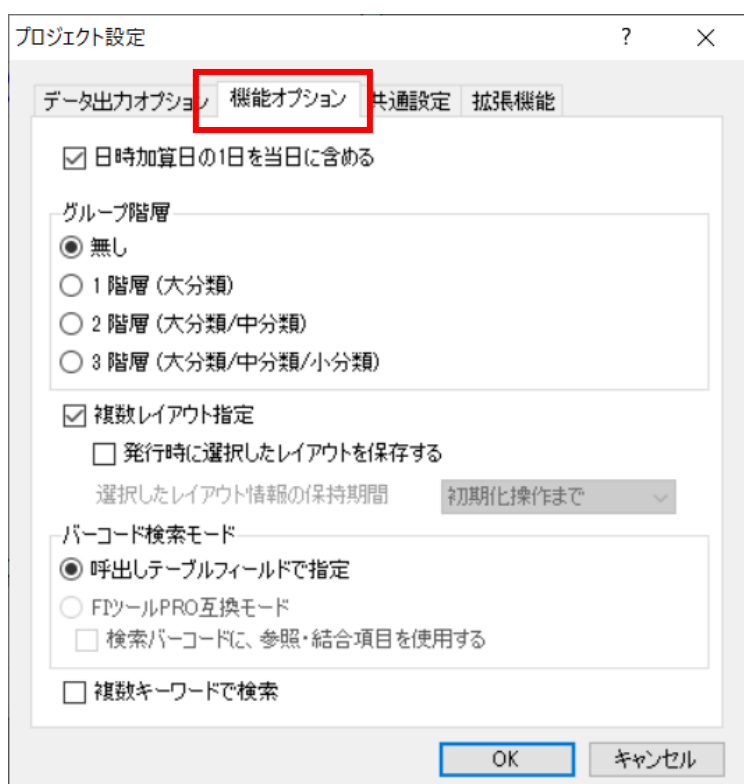 プロジェクト設定
?
データ出力オプション 機能オプション 共通設定 拡張機能
日時加算日の1日を当日に含める
グループ階層
無し
1 階層 (大分類)
2 階層 (大分類/中分類)
3 階層 (大分類/中分類/小分類)
複数レイアウト指定
発行時に選択したレイアウトを保存する
選択したレイアウト情報の保持期間 初期化操作まで
バーコード検索モード
呼出しテーブルフィールドで指定
FIツールPRO互換モード
検索バーコードに、参照・結合項目を使用する
複数キーワードで検索
OK キャンセル